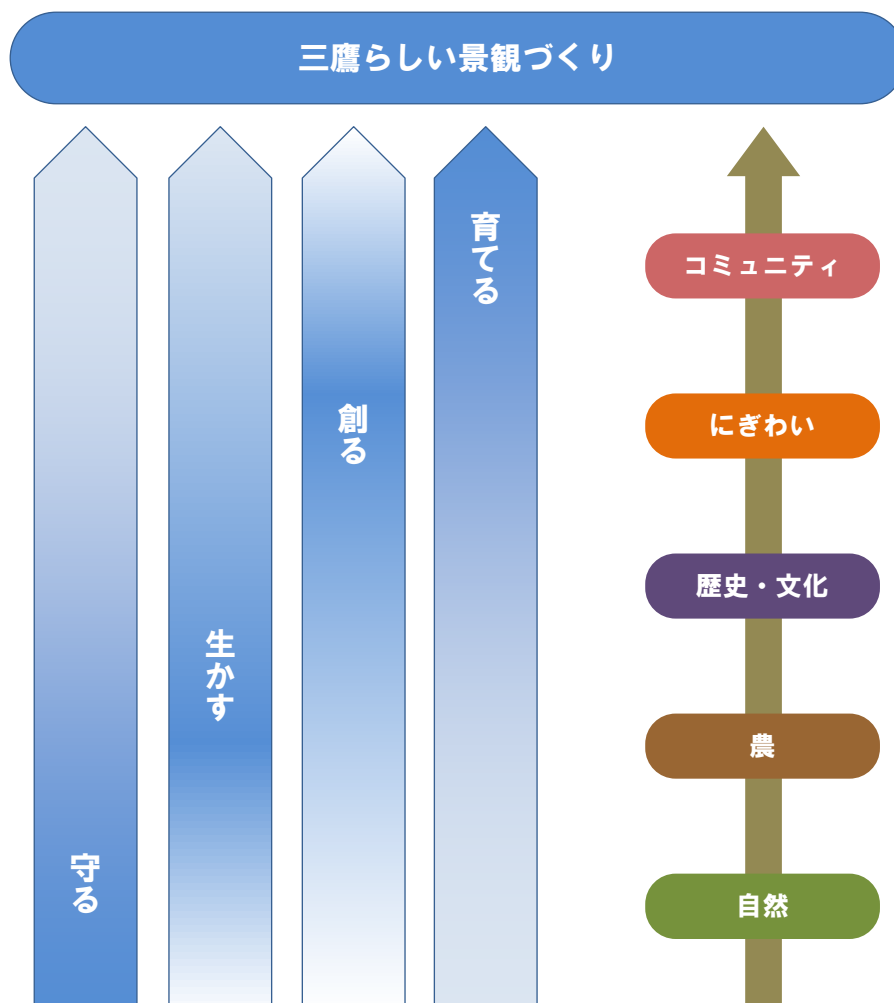 三鷹らしい景観づくり
守る
生かす
創る
育てる
コミュニティ
にぎわい
歴史・文化
農
自然